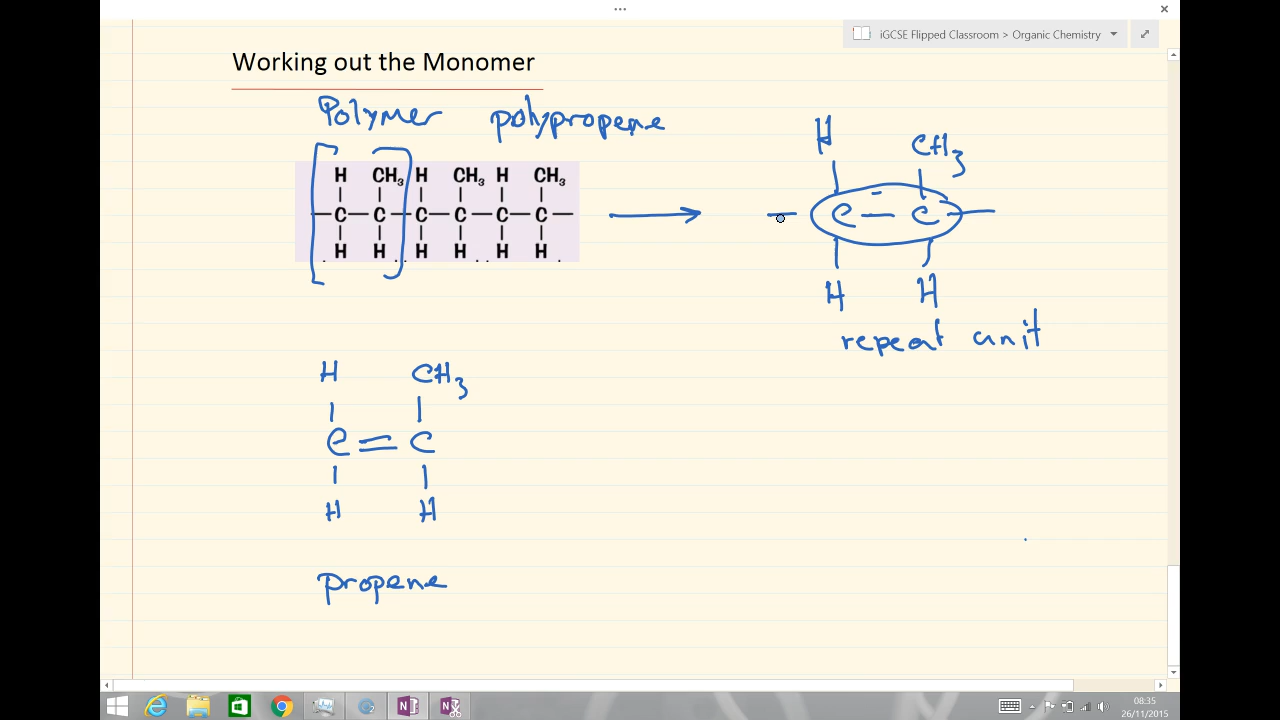 iGCSE Flipped Classroom > Organic Chemistry
Working out the Monomer
Polymer polypropene
H CH3 H CH3 H CH3
C C C C C C
H H H H H H
H CH3
C C
H H
repeat unit
H CH3
C = C
H H
propene
08:35
26/11/2015